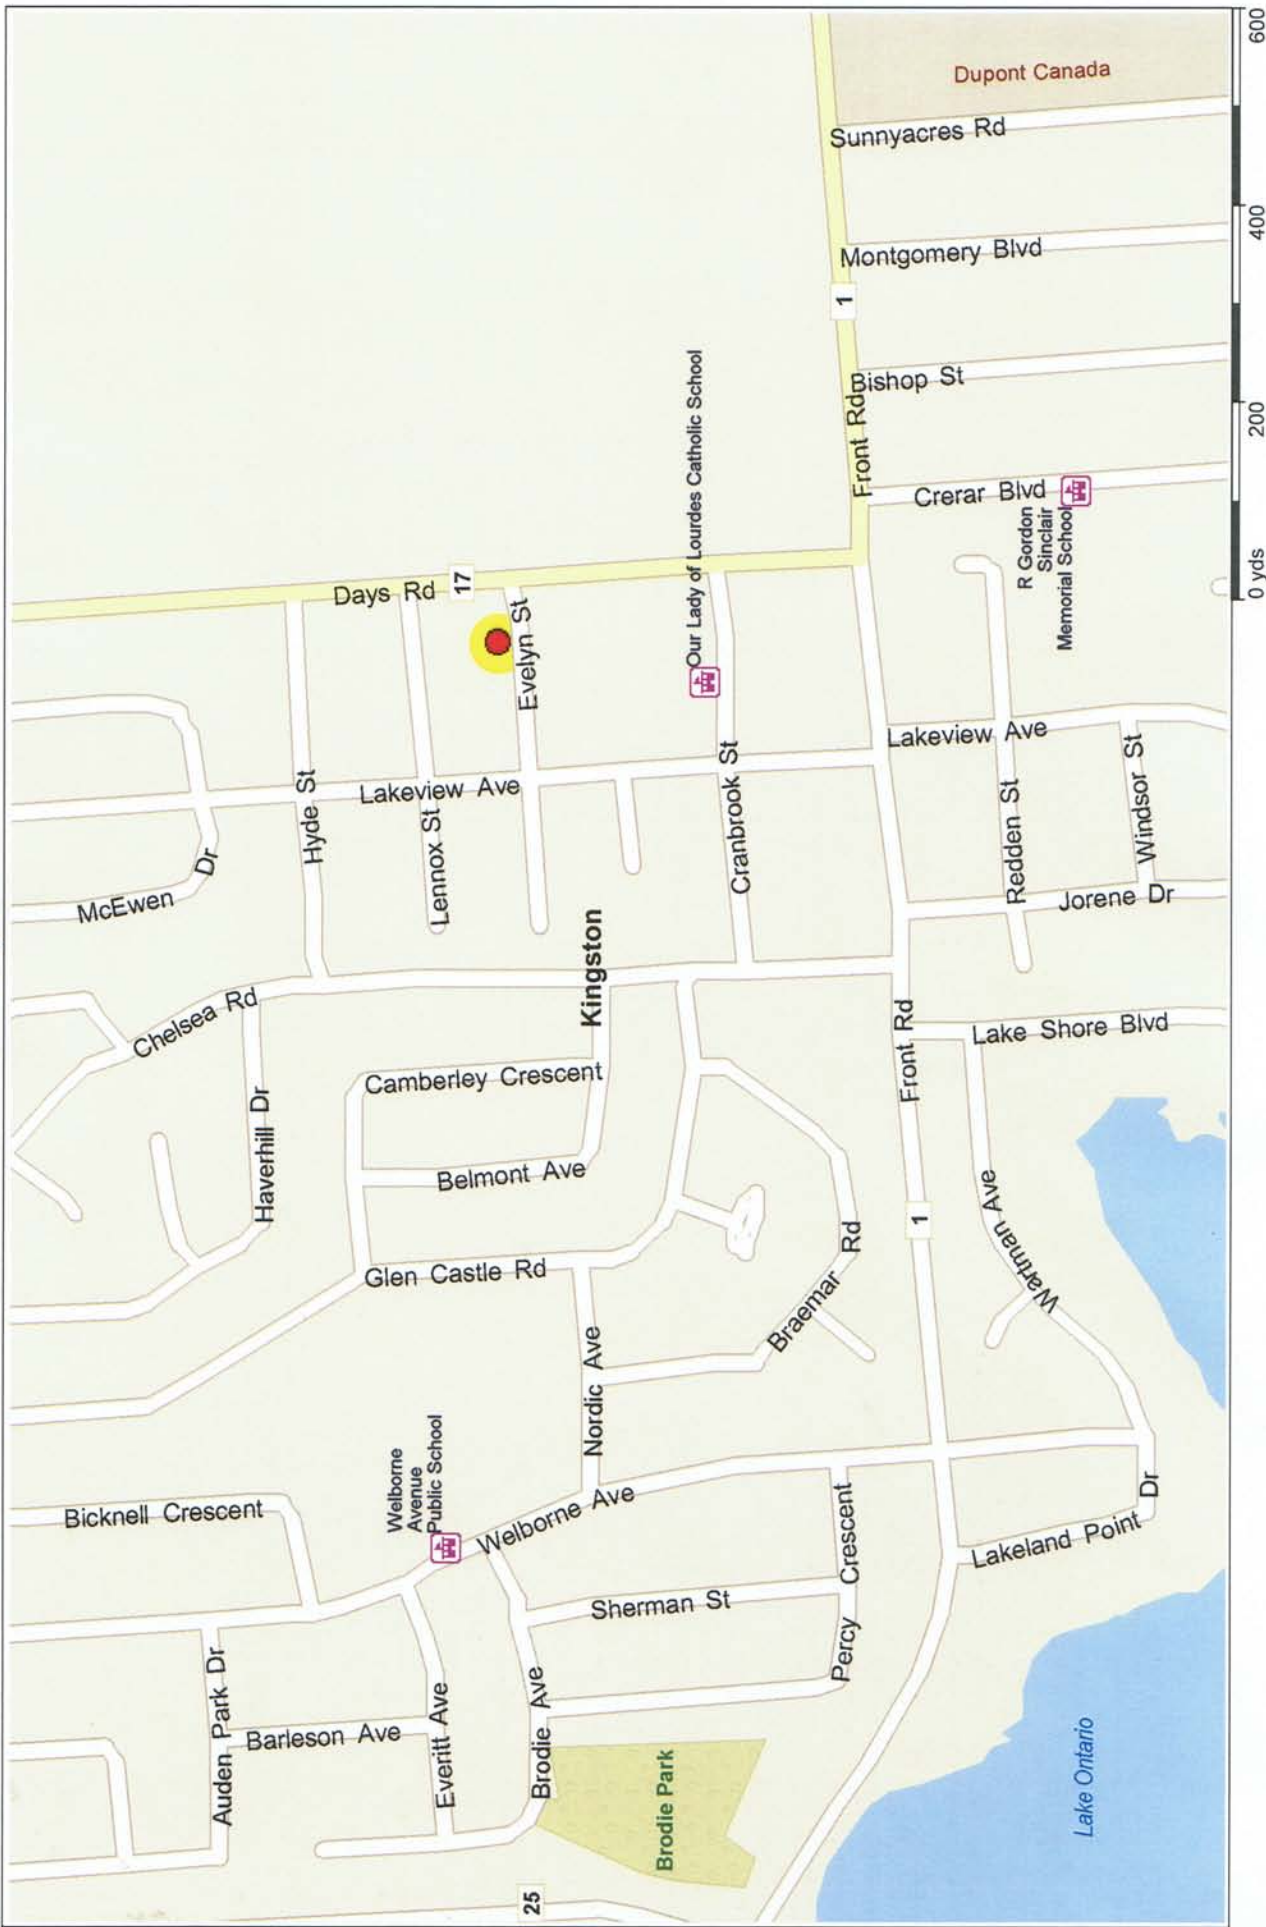 Bicknell Crescent
Auden Park Dr
Barleson Ave
Everitt Ave
Brodie Ave
25
Brodie Park
Welborne
Avenue
Public School
Welborne Ave
Sherman St
Percy Crescent
Lake Ontario
Lakeland Point Dr
Nordic Ave
Glen Castle Rd
Braemar Rd
Belmont Ave
Camberley Crescent
Haverhill Dr
Chelsea Rd
McEwen Dr
Hyde St
Lennox St
Lakeview Ave
Kingston
Evelyn St
Days Rd
17
Cranbrook St
Our Lady of Lourdes Catholic School
Front Rd
1
Wartman Ave
Lake Shore Blvd
Jorene Dr
Redden St
Windsor St
Lakeview Ave
R Gordon
Sinclair
Memorial School
Crerar Blvd
Front Rd
Bishop St
1
Montgomery Blvd
Sunnyacres Rd
Dupont Canada
0 yds
200
400
600